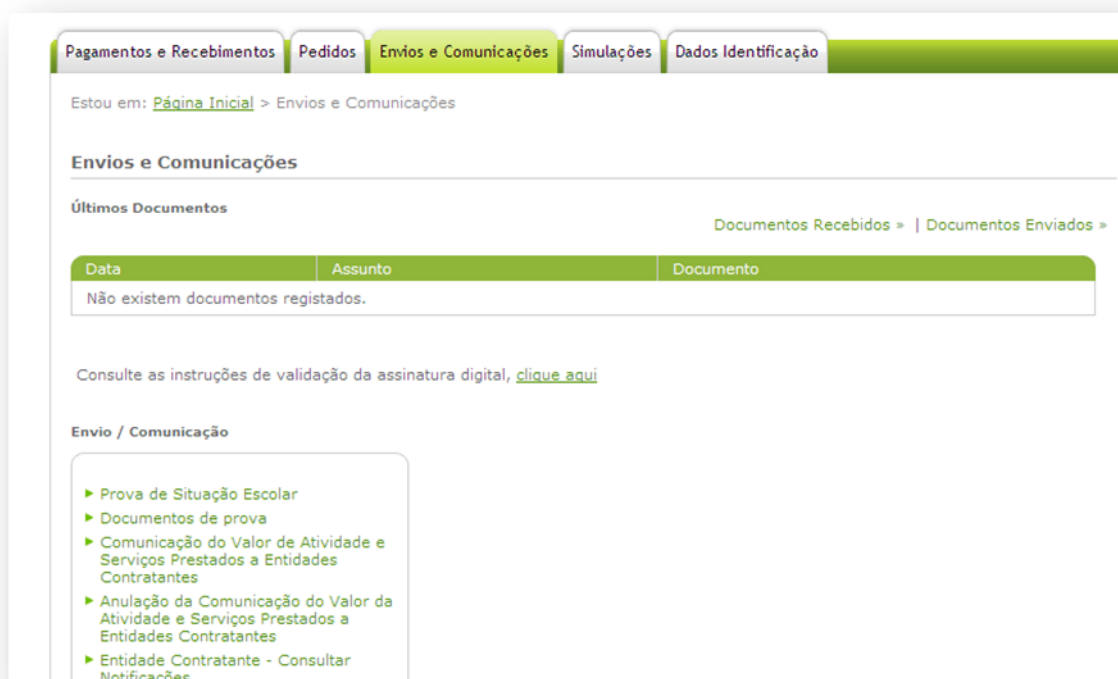 Pagamentos e Recebimentos Pedidos Envios e Comunicações Simulações Dados Identificação
Estou em: Página Inicial > Envios e Comunicações
Envios e Comunicações
Últimos Documentos
Documentos Recebidos » | Documentos Enviados »
Data Assunto Documento
Não existem documentos registados.
Consulte as instruções de validação da assinatura digital, clique aqui
Envio / Comunicação
Prova de Situação Escolar
Documentos de prova
Comunicação do Valor de Atividade e
Serviços Prestados a Entidades
Contratantes
Anulação da Comunicação do Valor da
Atividade e Serviços Prestados a
Entidades Contratantes
Entidade Contratante - Consultar
Notificações